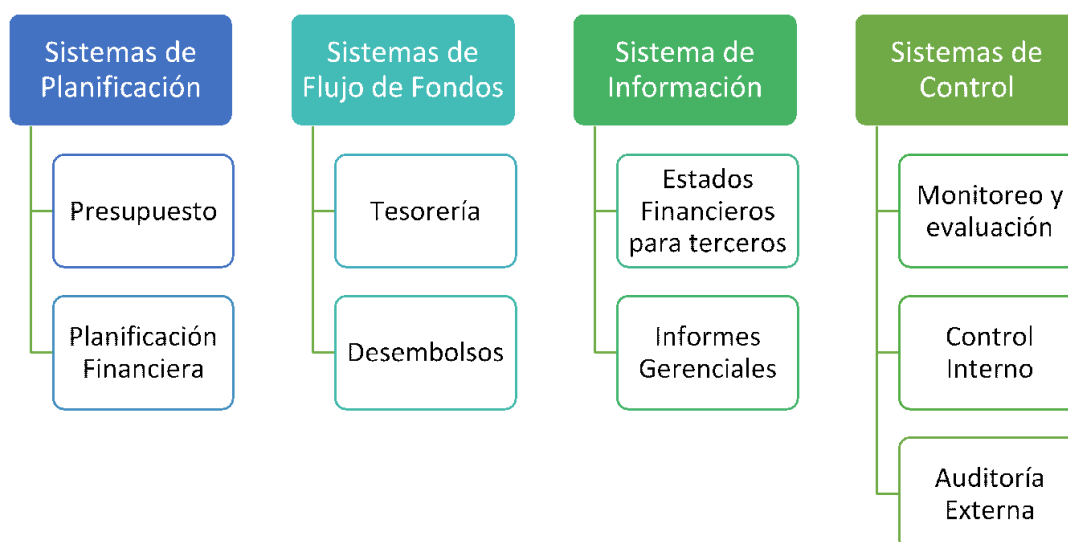 Sistemas de
Planificación
Presupuesto
Planificación
Financiera
Sistemas de
Flujo de Fondos
Tesorería
Desembolsos
Sistema de
Información
Estados
Financieros
para terceros
Informes
Gerenciales
Sistemas de
Control
Monitoreo y
evaluación
Control
Interno
Auditoría
Externa